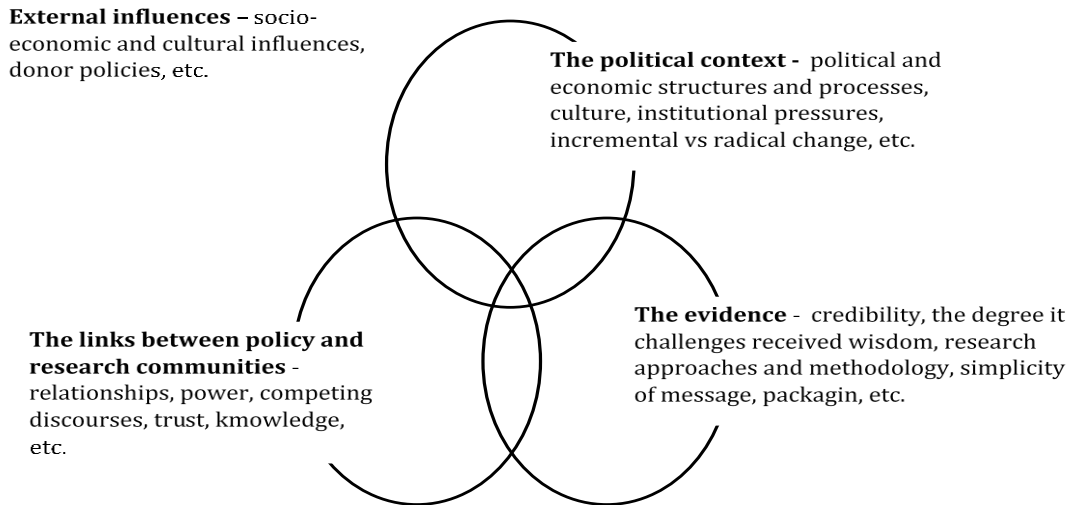 External influences – socio-
economic and cultural influences,
donor policies, etc.
The political context -  political and
economic structures and processes,
culture, institutional pressures,
incremental vs radical change, etc.
The links between policy and
research communities -
relationships, power, competing
discourses, trust, kmowledge,
etc.
The evidence -  credibility, the degree it
challenges received wisdom, research
approaches and methodology, simplicity
of message, packagin, etc.